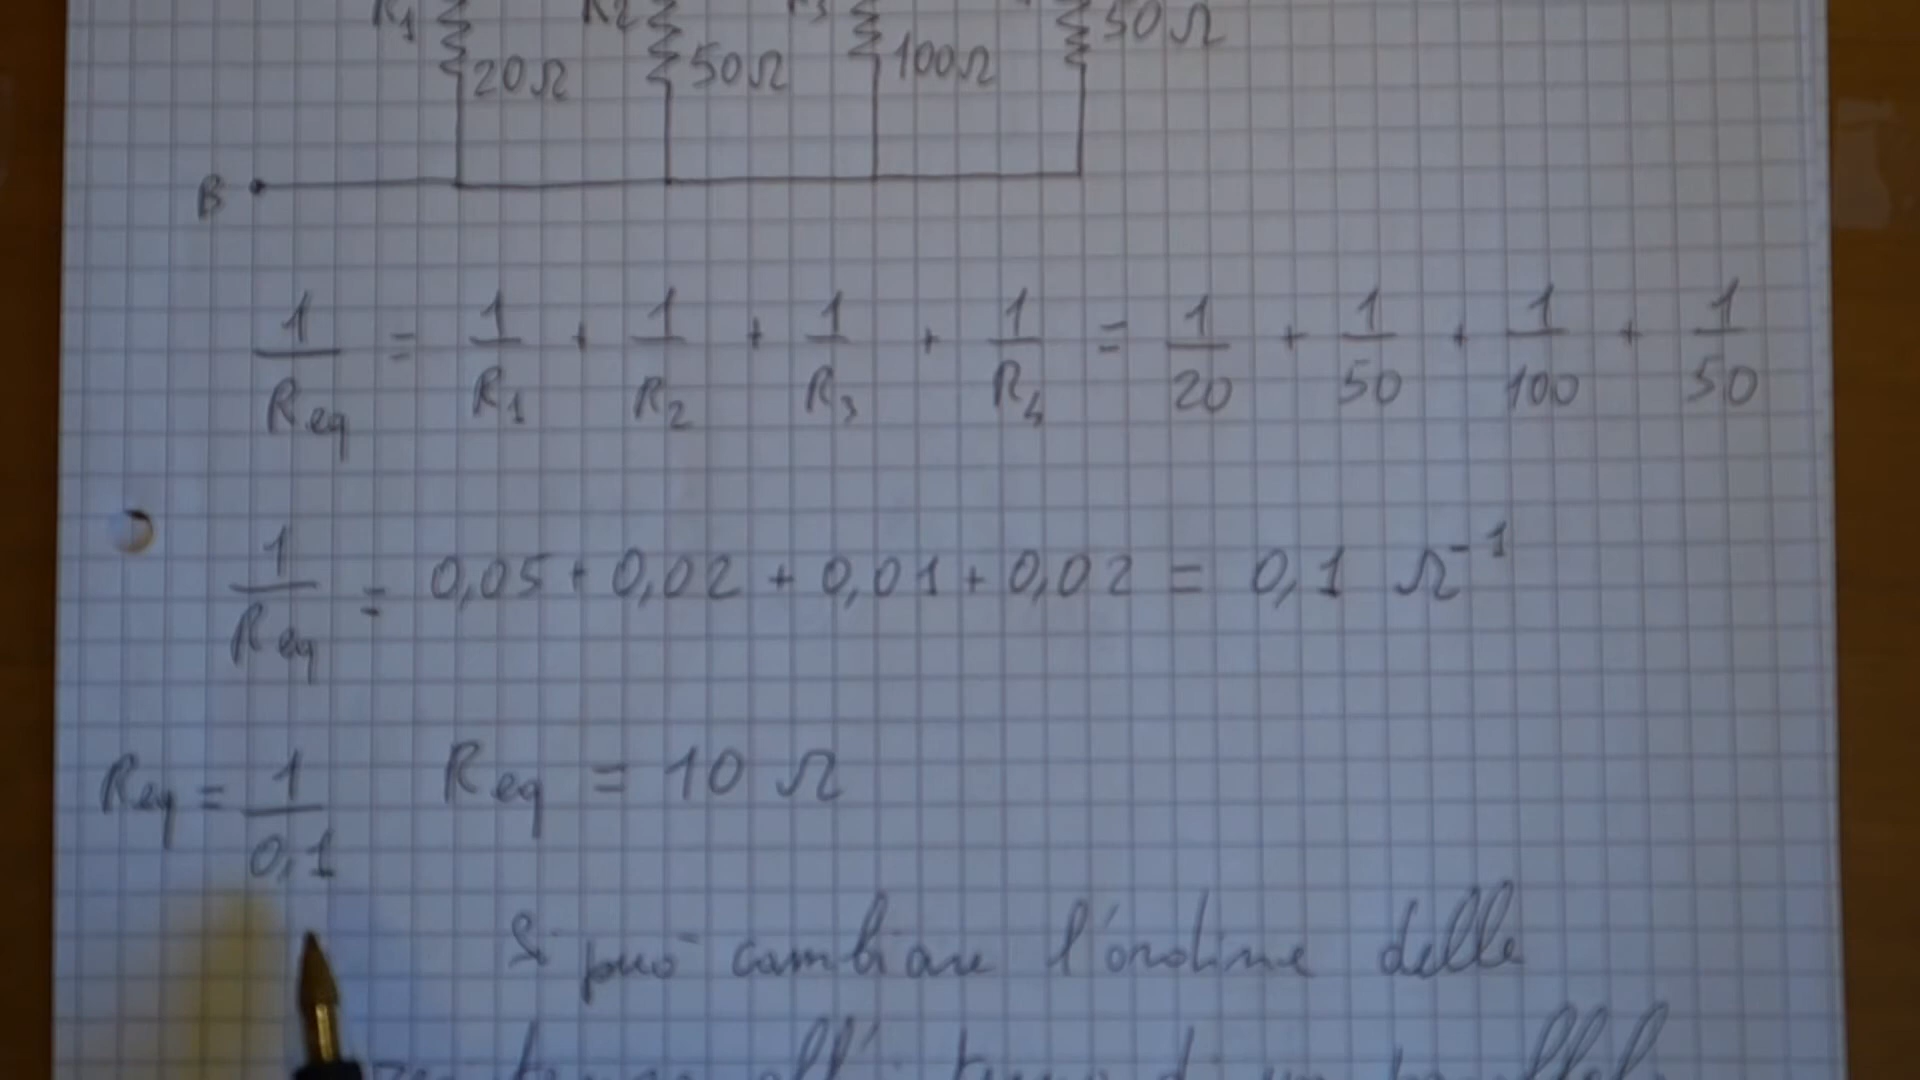 R1 20Ω R2 50Ω 100Ω 50Ω
B
1/Req = 1/R1 + 1/R2 + 1/R3 + 1/R4 = 1/20 + 1/50 + 1/100 + 1/50
1/Req = 0,05 + 0,02 + 0,01 + 0,02 = 0,1 Ω⁻¹
Req = 1/0,1 Req = 10 Ω
Si può cambiare l'ordine delle